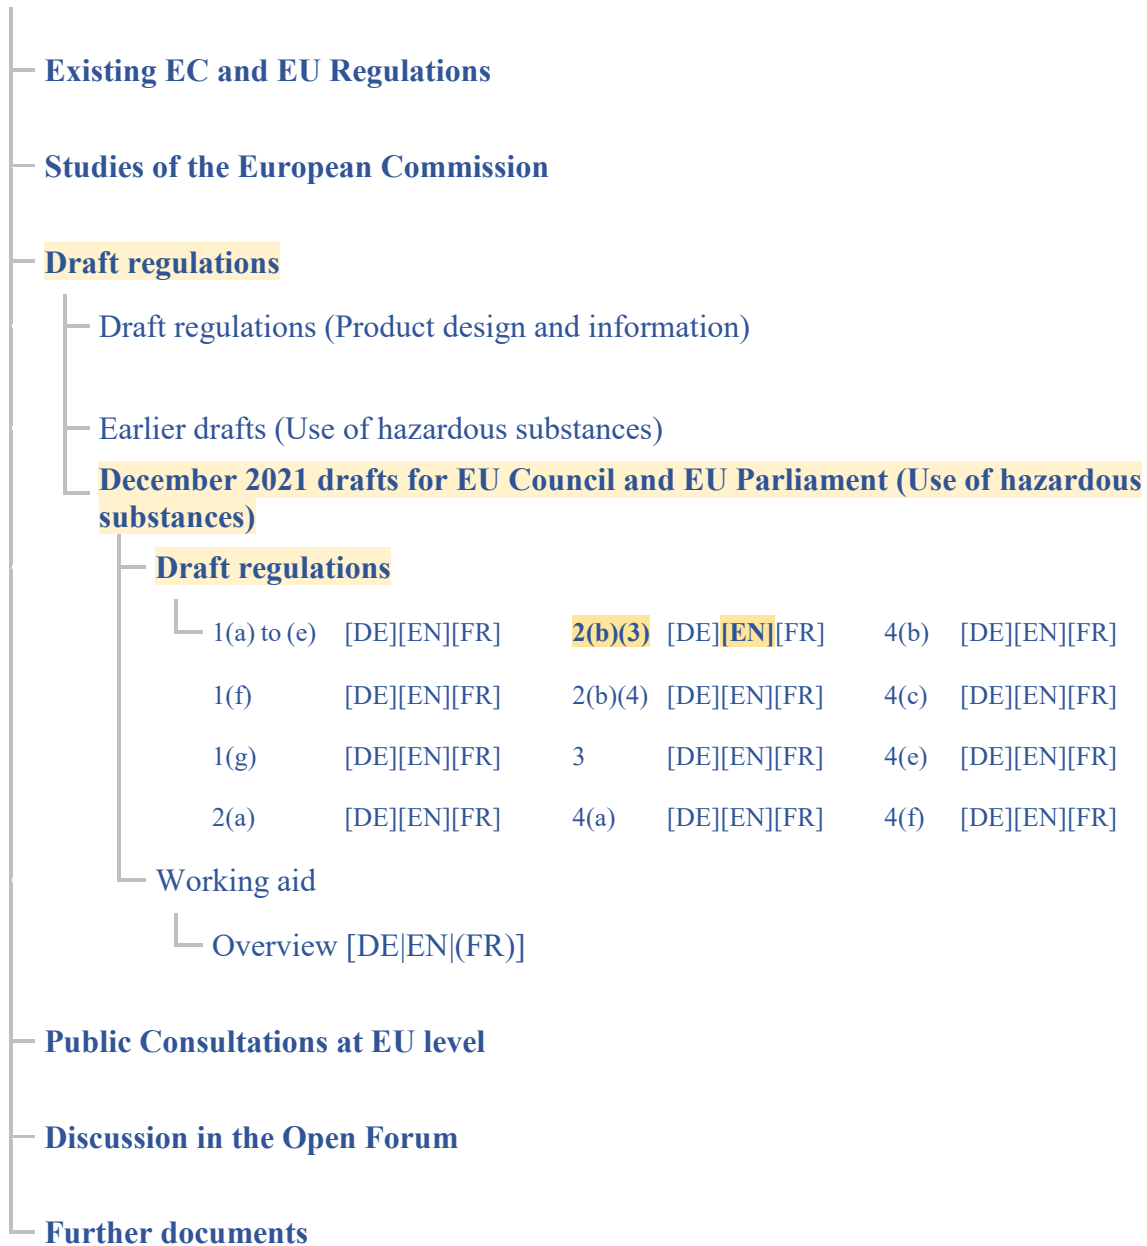 Existing EC and EU Regulations
Studies of the European Commission
Draft regulations
Draft regulations (Product design and information)
Earlier drafts (Use of hazardous substances)
December 2021 drafts for EU Council and EU Parliament (Use of hazardous
substances)
Draft regulations
1(a) to (e) [DE][EN][FR] 2(b)(3) [DE][EN][FR] 4(b) [DE][EN][FR]
1(f) [DE][EN][FR] 2(b)(4) [DE][EN][FR] 4(c) [DE][EN][FR]
1(g) [DE][EN][FR] 3 [DE][EN][FR] 4(e) [DE][EN][FR]
2(a) [DE][EN][FR] 4(a) [DE][EN][FR] 4(f) [DE][EN][FR]
Working aid
Overview [DE|EN|(FR)]
Public Consultations at EU level
Discussion in the Open Forum
Further documents